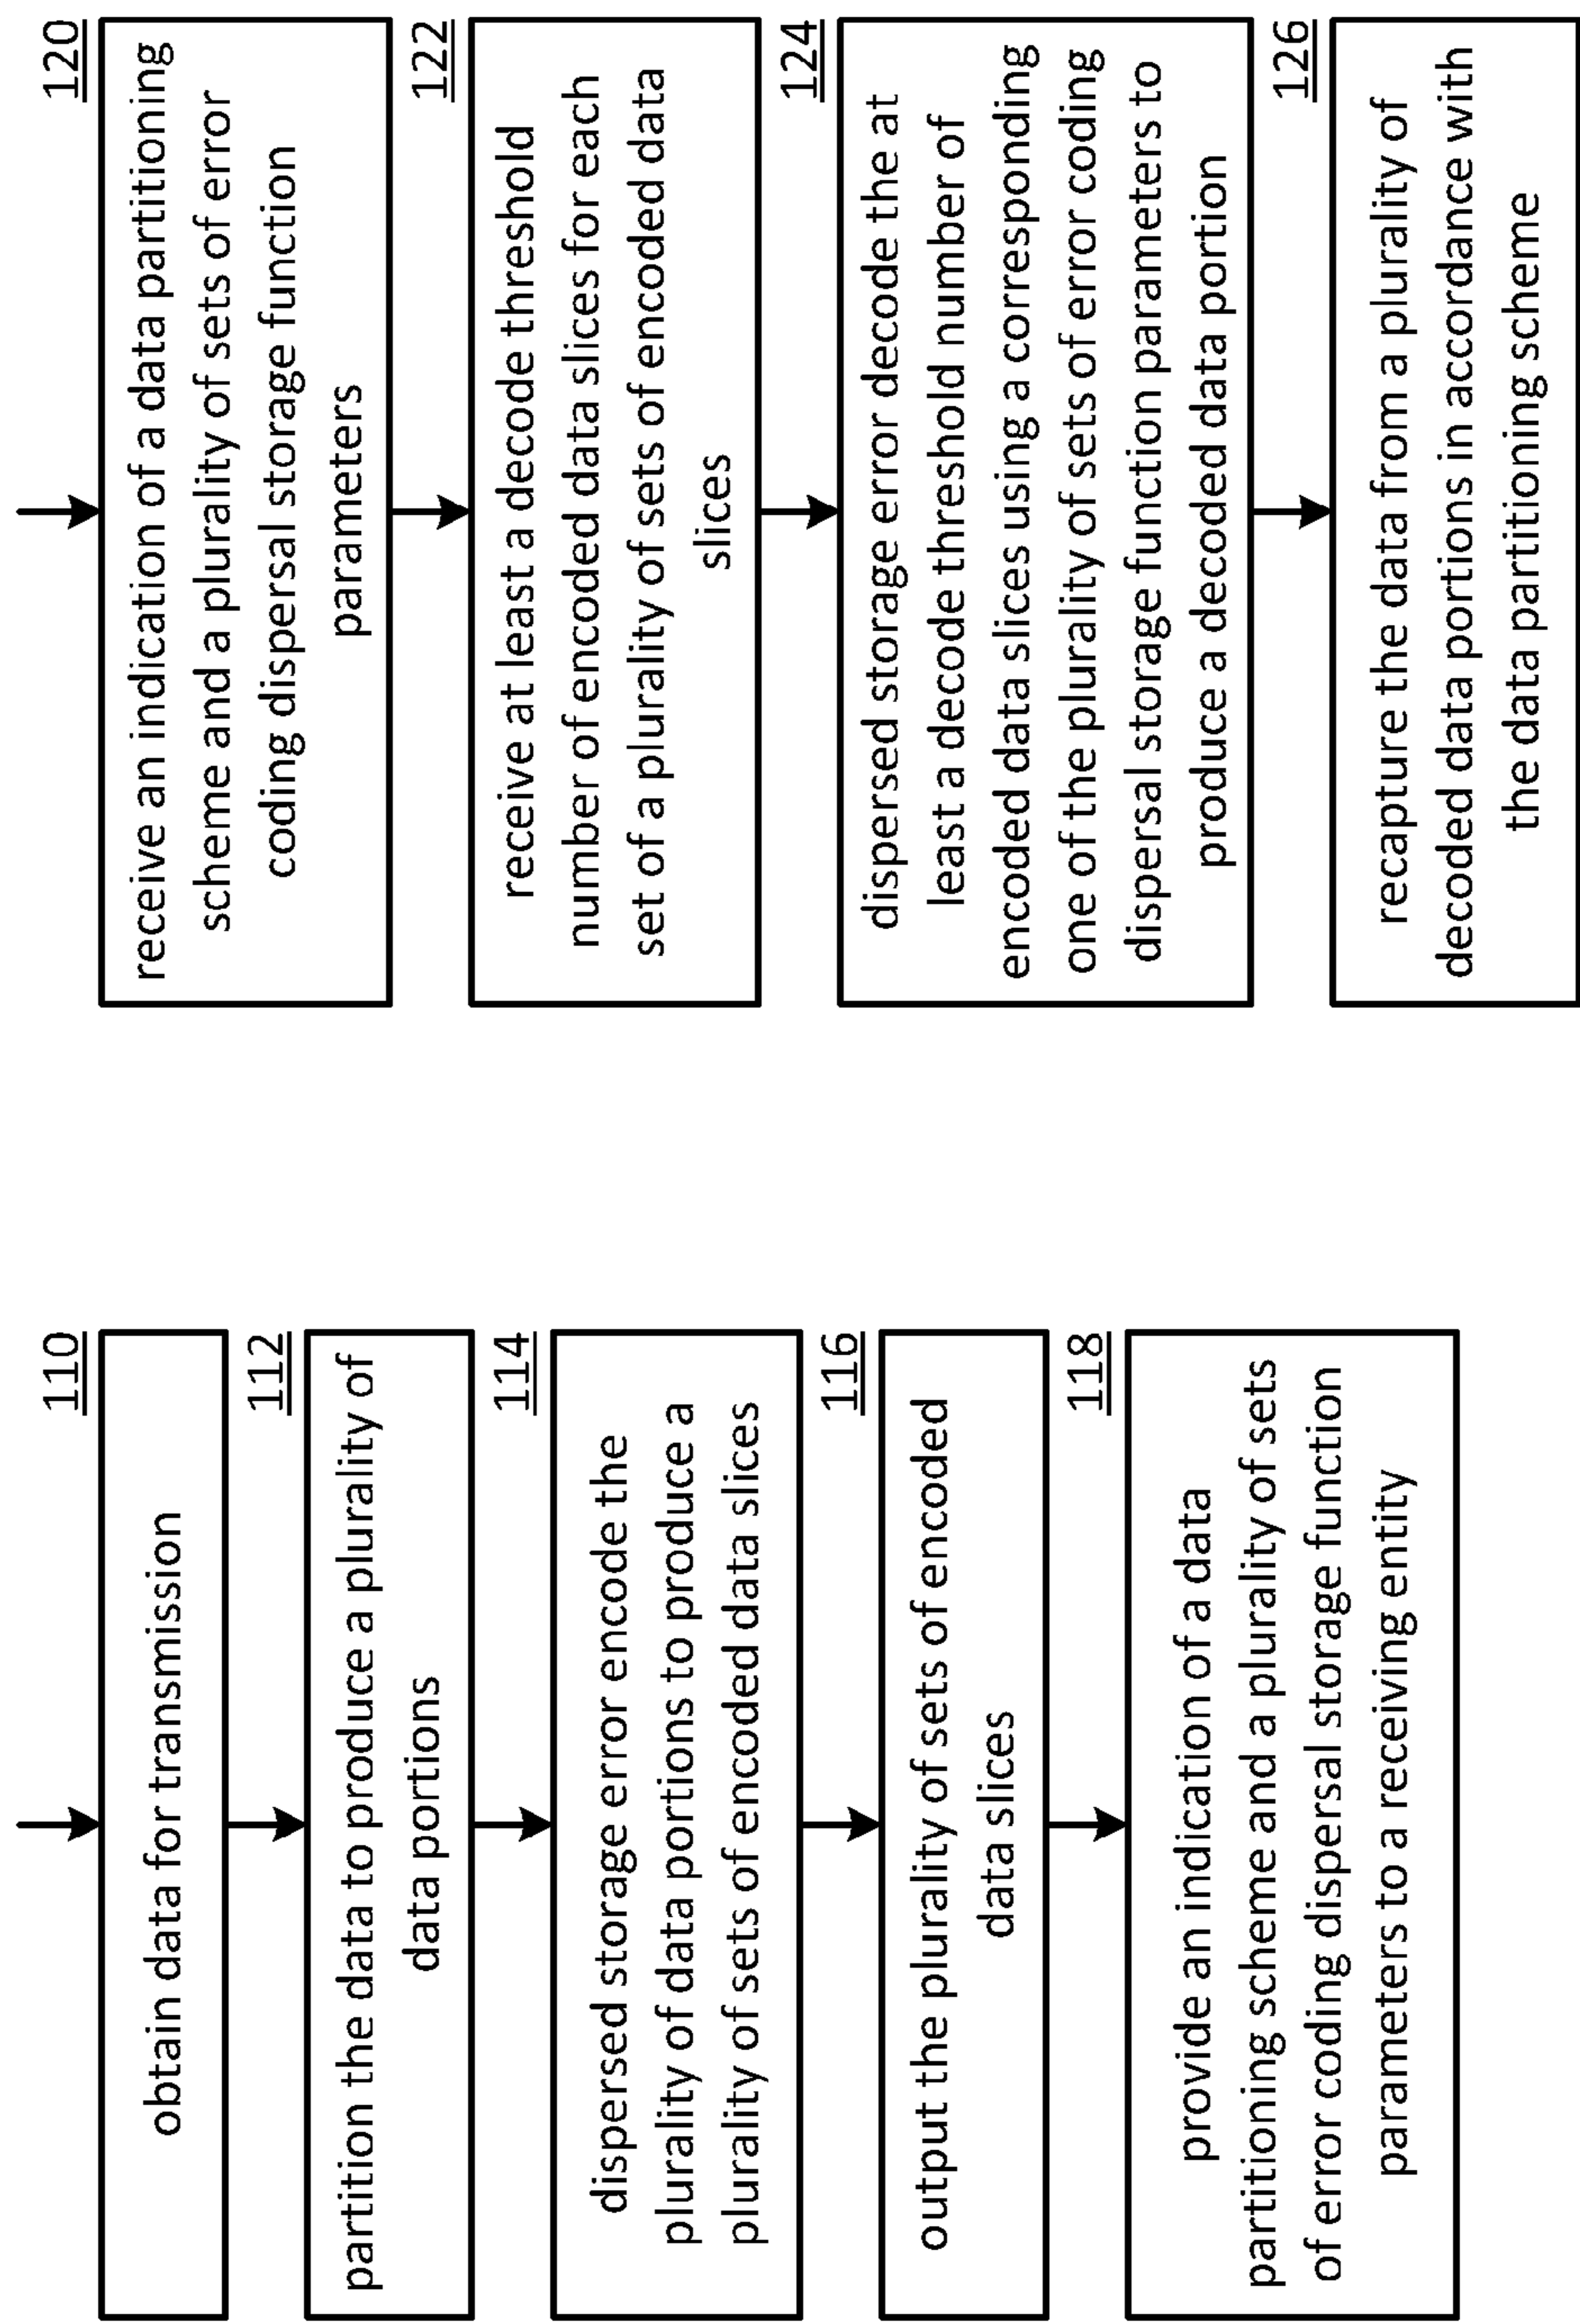 110
obtain data for transmission
112
partition the data to produce a plurality of
data portions
114
dispersed storage error encode the
plurality of data portions to produce a
plurality of sets of encoded data slices
116
output the plurality of sets of encoded
data slices
118
provide an indication of a data
partitioning scheme and a plurality of sets
of error coding dispersal storage function
parameters to a receiving entity
120
receive an indication of a data partitioning
scheme and a plurality of sets of error
coding dispersal storage function
parameters
122
receive at least a decode threshold
number of encoded data slices for each
set of a plurality of sets of encoded data
slices
124
dispersed storage error decode the at
least a decode threshold number of
encoded data slices using a corresponding
one of the plurality of sets of error coding
dispersal storage function parameters to
produce a decoded data portion
126
recapture the data from a plurality of
decoded data portions in accordance with
the data partitioning scheme